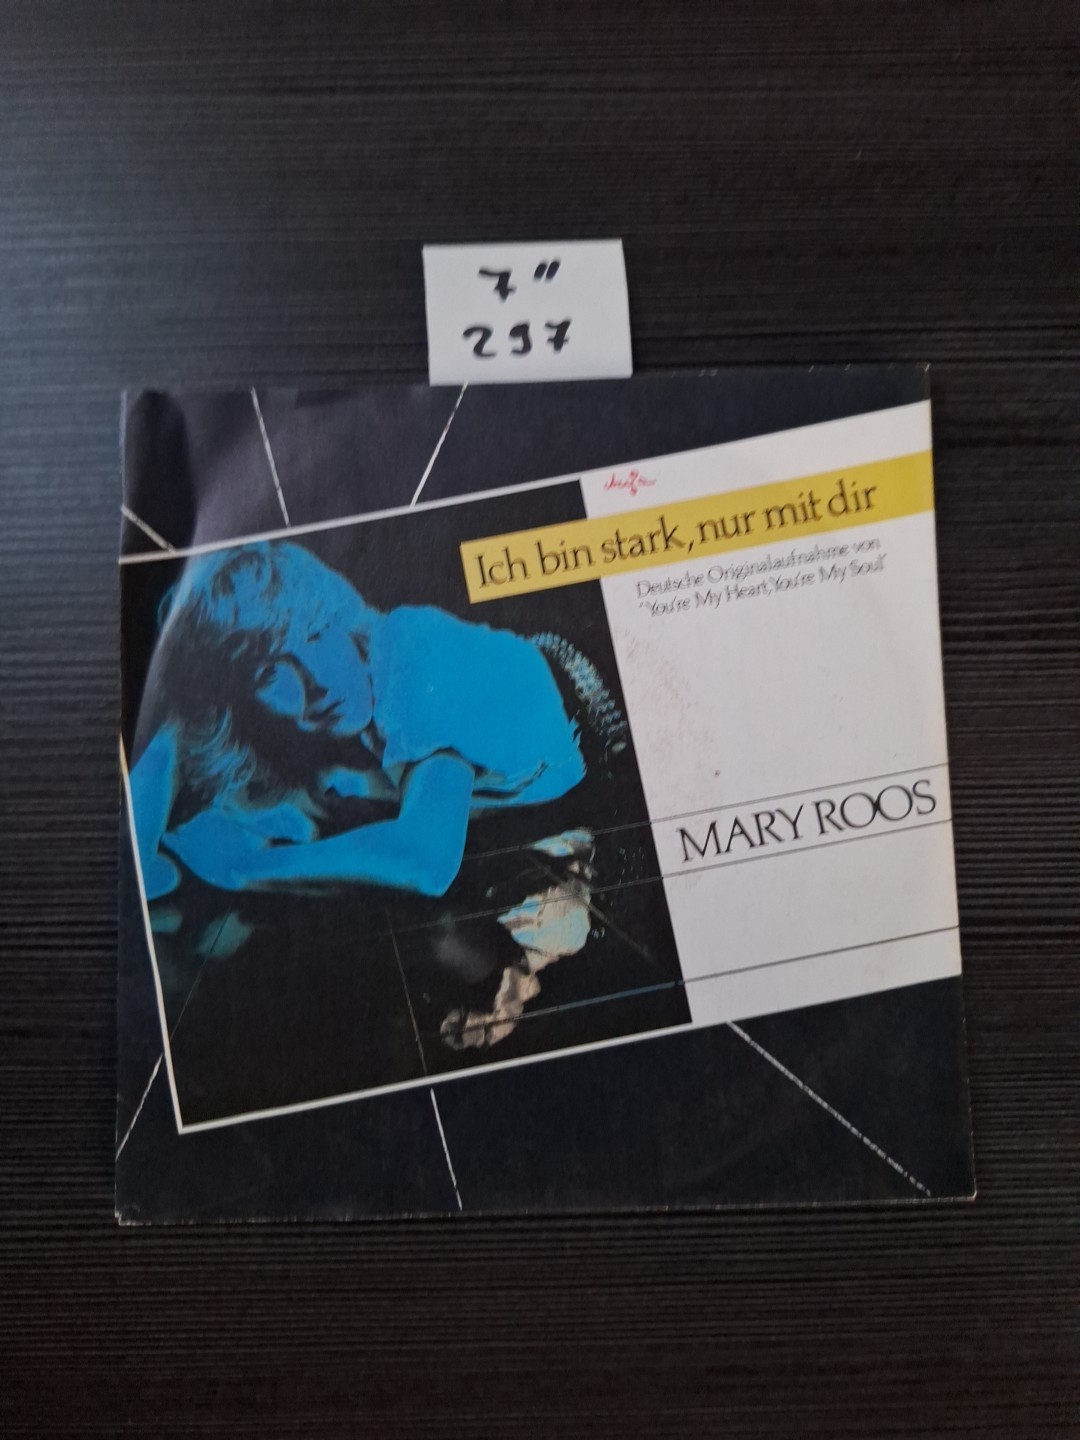 7"
297
Ich bin stark, nur mit dir
Deutsche Originalaufnahme von
"You're My Heart, You're My Soul"
MARY ROOS